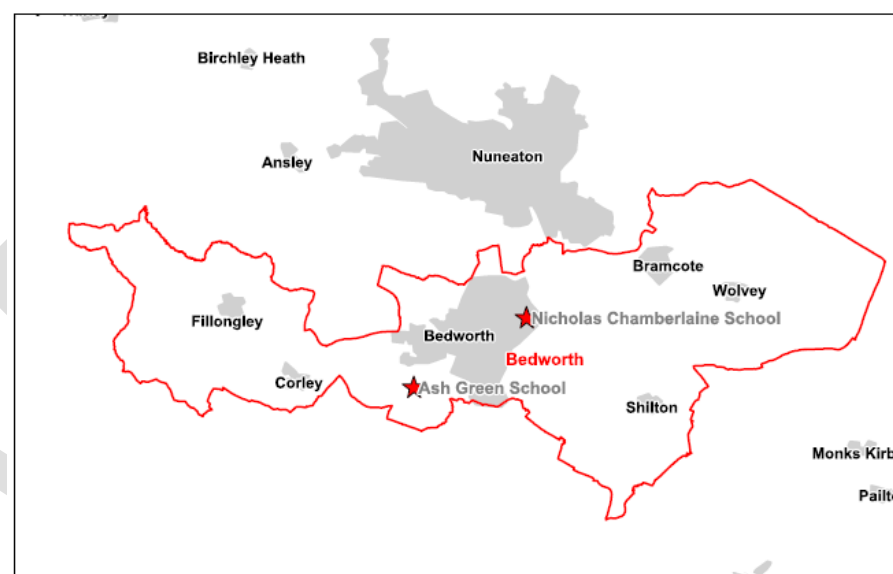 Birchley Heath
Ansley
Nuneaton
Bramcote
Wolvey
Fillongley
Nicholas Chamberlaine School
Bedworth
Bedworth
Corley
Ash Green School
Shilton
Monks Kirb
Pailt